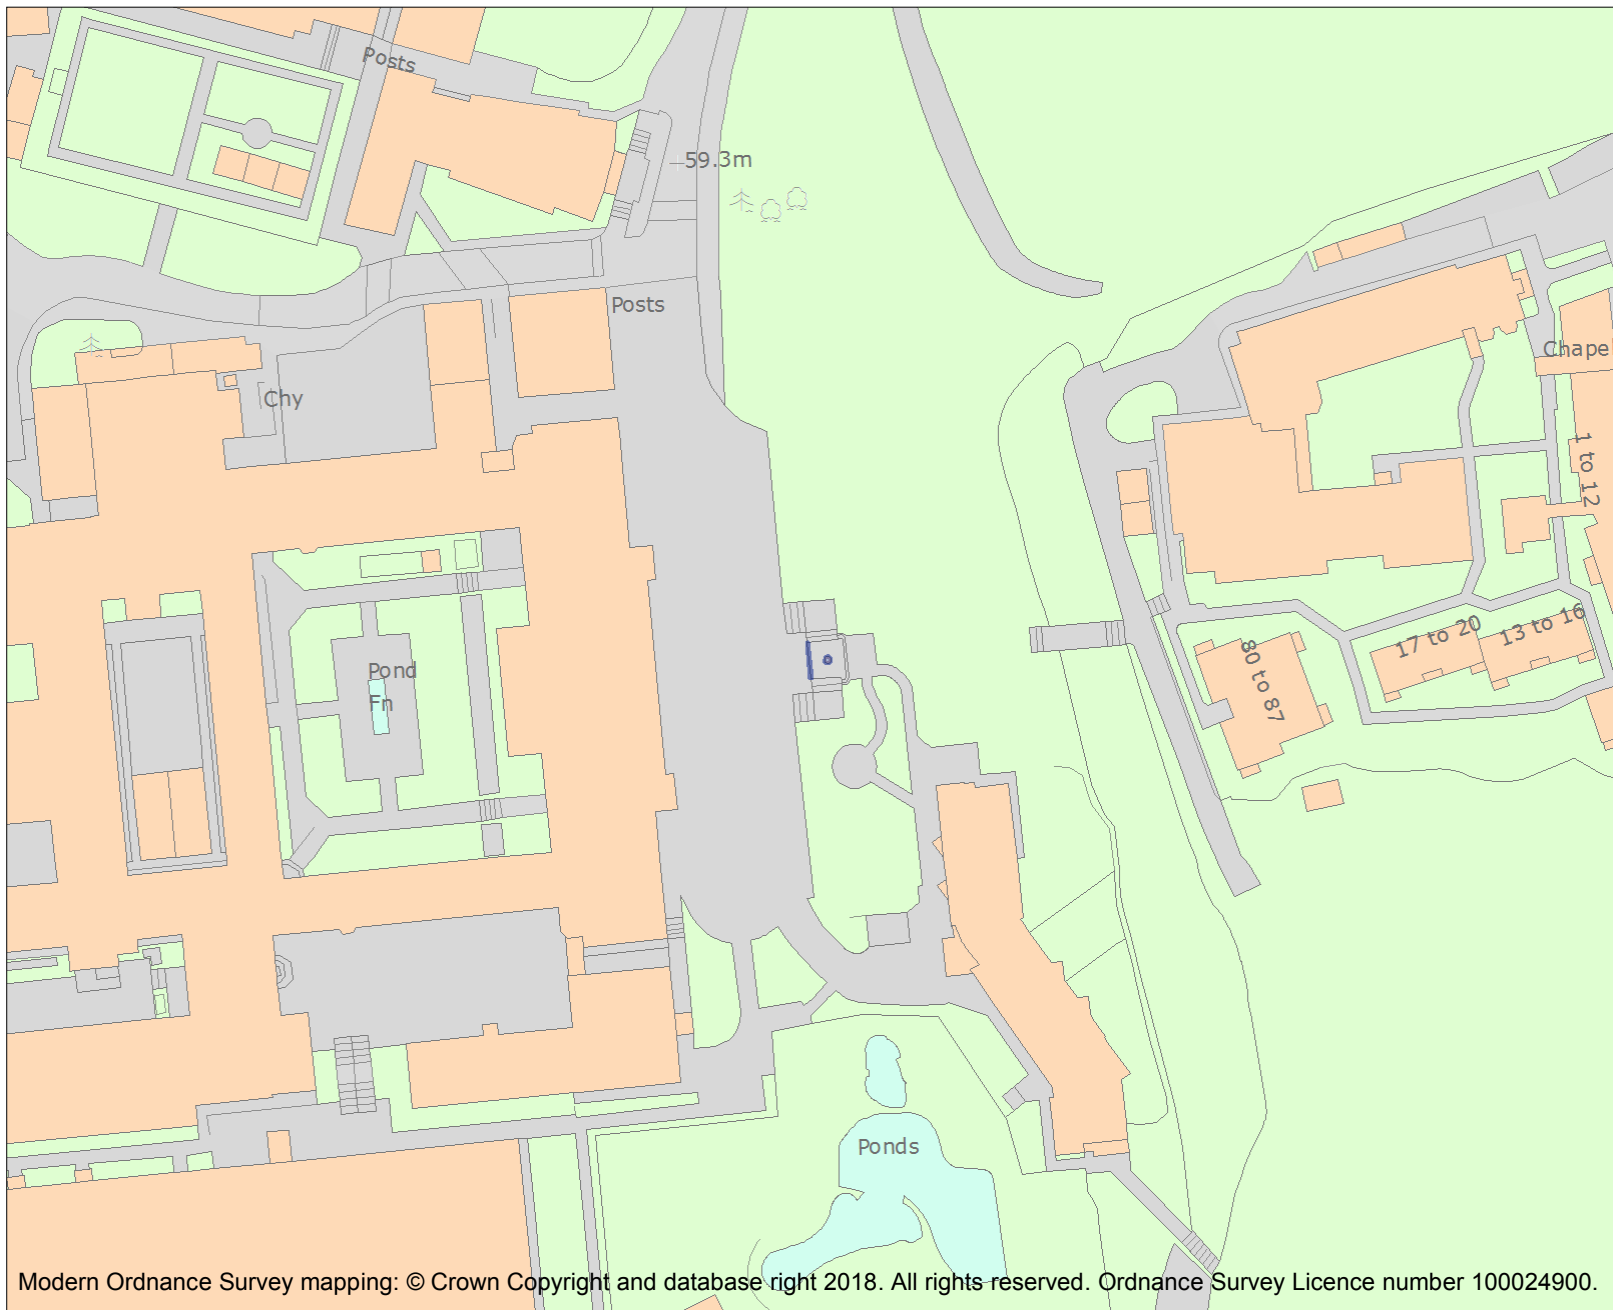 Posts
59.3m
Posts
Chapel
Chy
1 to 12
17 to 20
13 to 16
80 to 87
Pond
Fn
Ponds
Modern Ordnance Survey mapping: © Crown Copyright and database right 2018. All rights reserved. Ordnance Survey Licence number 100024900.